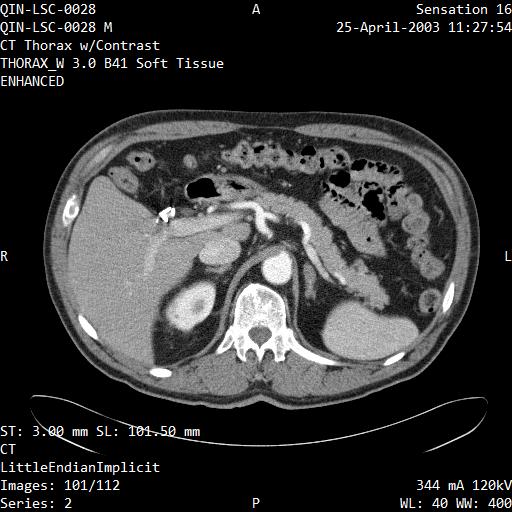 QIN-LSC-0028
A
Sensation 16
QIN-LSC-0028 M
25-April-2003 11:27:54
CT Thorax w/Contrast
THORAX_W 3.0 B41 Soft Tissue
ENHANCED
R
L
ST: 3.00 mm SL: 101.50 mm
CT
LittleEndianImplicit
Images: 101/112
344 mA 120kV
Series: 2
P
WL: 40 WW: 400